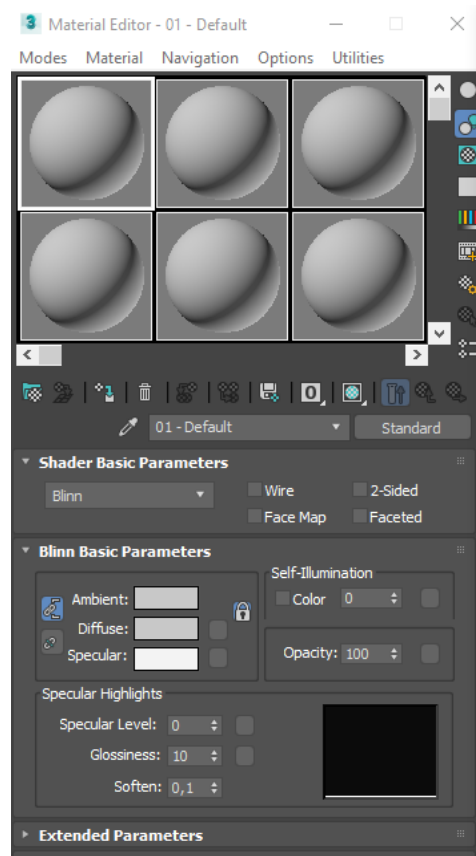 3 Material Editor - 01 - Default
Modes Material Navigation Options Utilities
0
01 - Default Standard
Shader Basic Parameters
Blinn Wire 2-Sided
Face Map Faceted
Blinn Basic Parameters
Self-Illumination
Ambient: Color 0
Diffuse:
Specular: Opacity: 100
Specular Highlights
Specular Level: 0
Glossiness: 10
Soften: 0,1
Extended Parameters